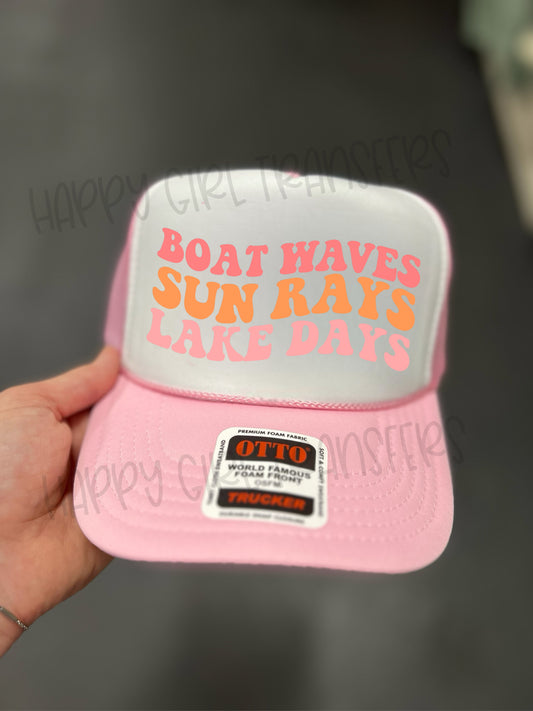 HAPPY GIRL TRANSFERS
BOAT WAVES
SUN RAYS
LAKE DAYS
PREMIUM FOAM FABRIC
OTTO
WORLD FAMOUS
FOAM FRONT
OSFM
TRUCKER
HAPPY GIRL TRANSFERS